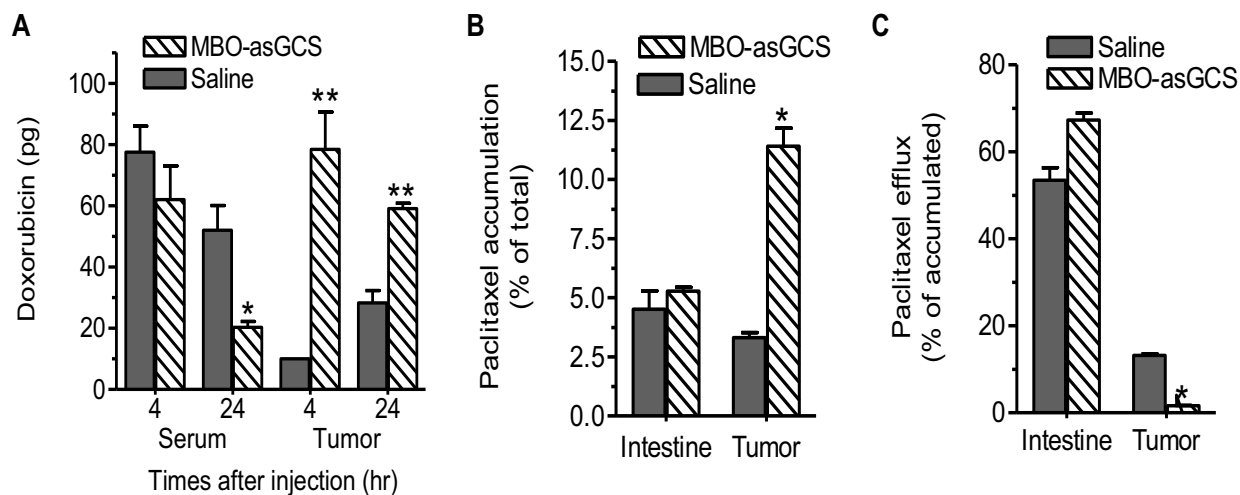 A
MBO-asGCS
Saline
Doxorubicin (pg)
100
80
60
40
20
0
**
**
*
4
24
4
24
Serum
Tumor
Times after injection (hr)
B
MBO-asGCS
Saline
Paclitaxel accumulation
(% of total)
15.0
12.5
10.0
7.5
5.0
2.5
0.0
*
Intestine
Tumor
C
Saline
MBO-asGCS
Paclitaxel efflux
(% of accumulated)
80
60
40
20
0
*
Intestine
Tumor